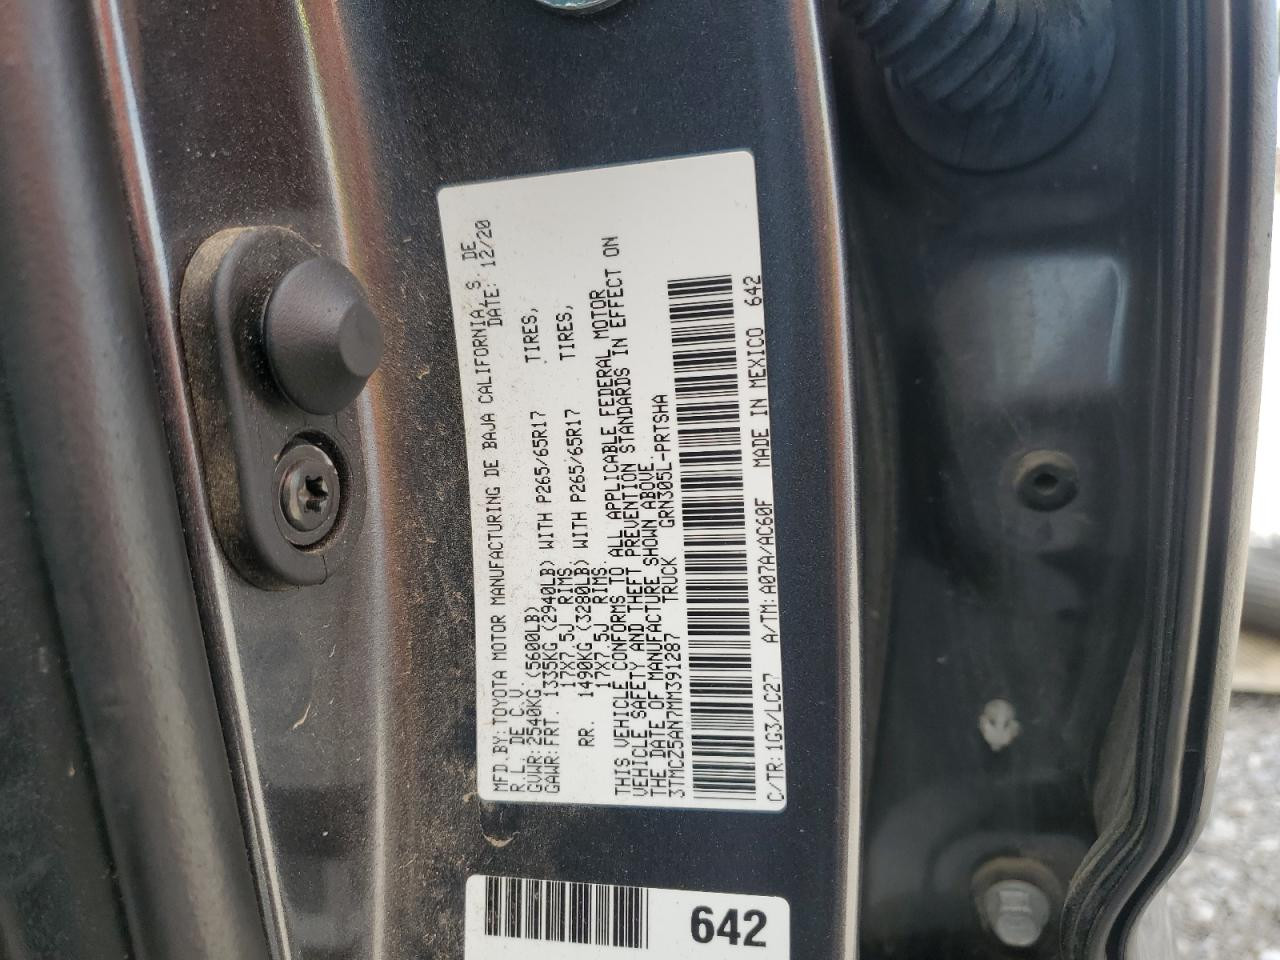 MFD.BY:TOYOTA MOTOR MANUFACTURING DE BAJA CALIFORNIA,S. DE
R.L. DE C.V. DATE: 12/20
GVWR:2540KG(5600LB)
GAWR:FRT. 1335KG (2940LB) WITH P265/65R17 TIRES,
17X7.5J RIMS,
RR. 1490KG (3280LB) WITH P265/65R17 TIRES,
17X7.5J RIMS.
THIS VEHICLE CONFORMS TO ALL APPLICABLE FEDERAL MOTOR
VEHICLE SAFETY AND THEFT PREVENTION STANDARDS IN EFFECT ON
THE DATE OF MANUFACTURE SHOWN ABOVE.
3TMCZ5AN7MM391287 TRUCK GRN305L-PRTSHA
C/TR:1G3/LC27 A/TM:A07A/AC60F MADE IN MEXICO 642
642